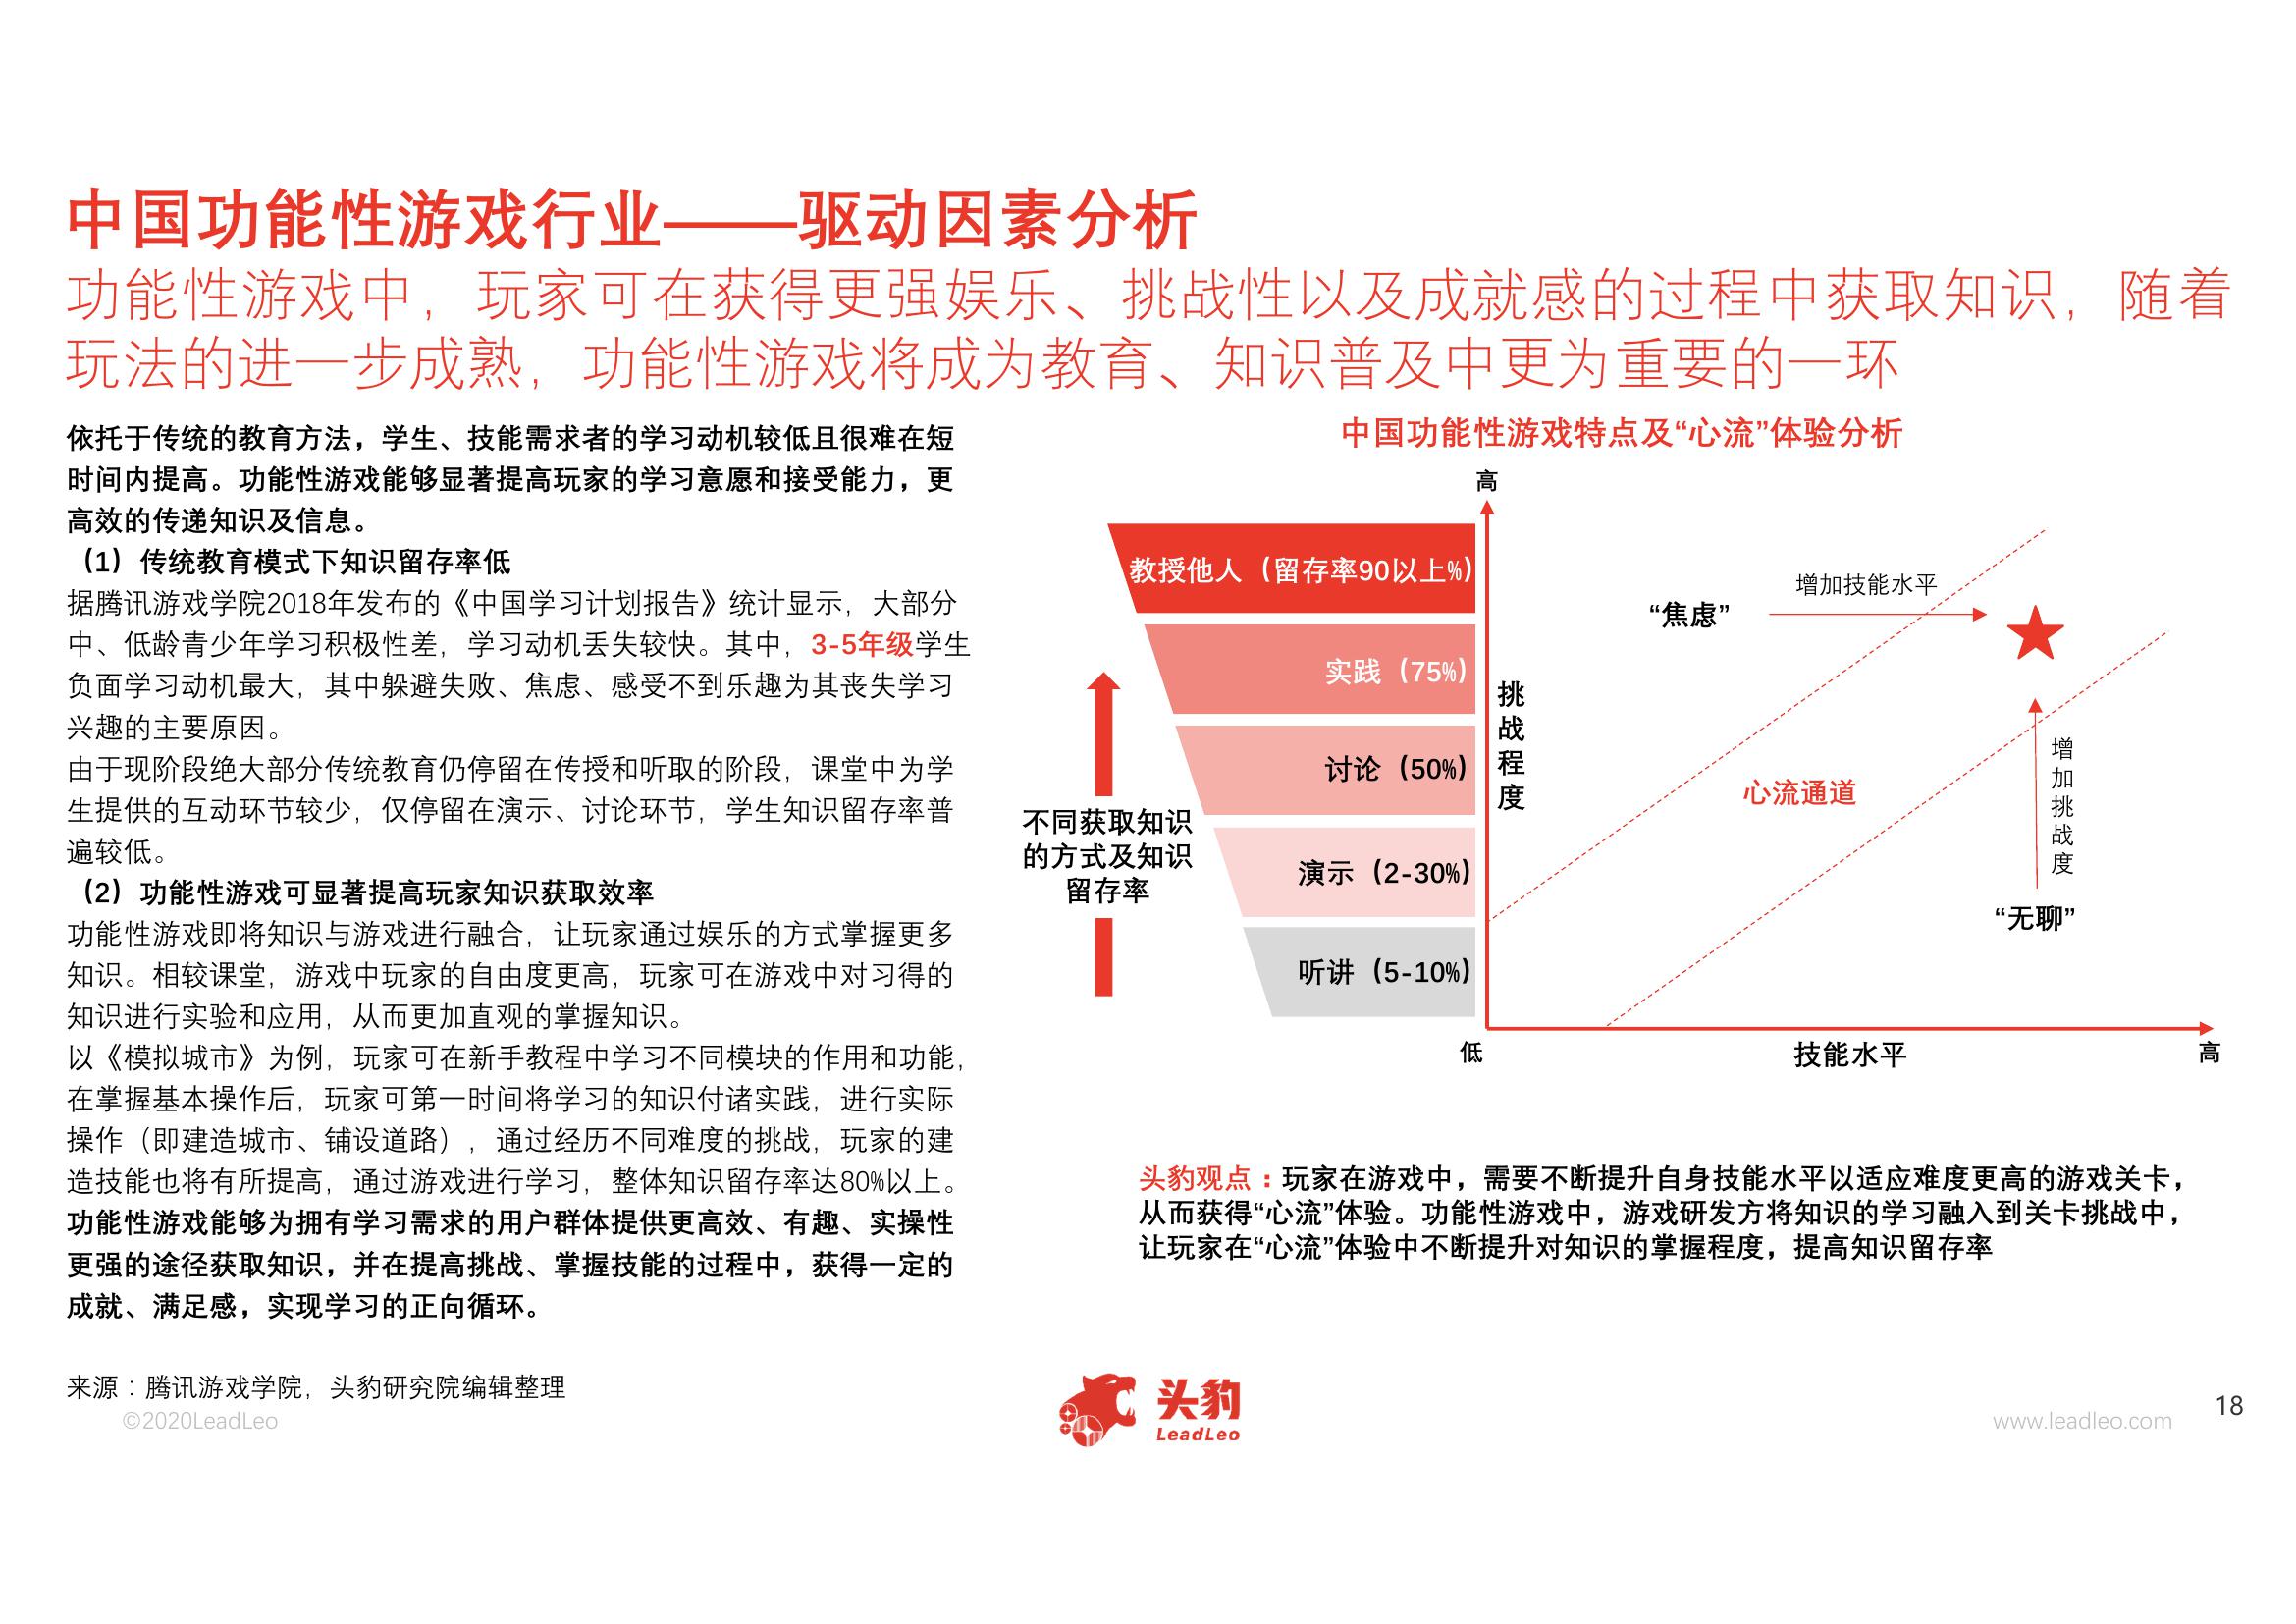 中国功能性游戏行业——驱动因素分析
功能性游戏中，玩家可在获得更强娱乐、挑战性以及成就感的过程中获取知识，随着
玩法的进一步成熟，功能性游戏将成为教育、知识普及中更为重要的一环
依托于传统的教育方法，学生、技能需求者的学习动机较低且很难在短
时间内提高。功能性游戏能够显著提高玩家的学习意愿和接受能力，更
高效的传递知识及信息。
（1）传统教育模式下知识留存率低
据腾讯游戏学院2018年发布的《中国学习计划报告》统计显示，大部分
中、低龄青少年学习积极性差，学习动机丢失较快。其中，3-5年级学生
负面学习动机最大，其中躲避失败、焦虑、感受不到乐趣为其丧失学习
兴趣的主要原因。
由于现阶段绝大部分传统教育仍停留在传授和听取的阶段，课堂中为学
生提供的互动环节较少，仅停留在演示、讨论环节，学生知识留存率普
遍较低。
（2）功能性游戏可显著提高玩家知识获取效率
功能性游戏即将知识与游戏进行融合，让玩家通过娱乐的方式掌握更多
知识。相较课堂，游戏中玩家的自由度更高，玩家可在游戏中对习得的
知识进行实验和应用，从而更加直观的掌握知识。
以《模拟城市》为例，玩家可在新手教程中学习不同模块的作用和功能，
在掌握基本操作后，玩家可第一时间将学习的知识付诸实践，进行实际
操作（即建造城市、铺设道路），通过经历不同难度的挑战，玩家的建
造技能也将有所提高，通过游戏进行学习，整体知识留存率达80%以上。
功能性游戏能够为拥有学习需求的用户群体提供更高效、有趣、实操性
更强的途径获取知识，并在提高挑战、掌握技能的过程中，获得一定的
成就、满足感，实现学习的正向循环。
中国功能性游戏特点及“心流”体验分析
高
教授他人（留存率90以上%）
实践（75%）
讨论（50%）
演示（2-30%）
听讲（5-10%）
不同获取知识
的方式及知识
留存率
挑战程度
“焦虑”
增加技能水平
心流通道
增加挑战度
“无聊”
低
技能水平
高
头豹观点：玩家在游戏中，需要不断提升自身技能水平以适应难度更高的游戏关卡，
从而获得“心流”体验。功能性游戏中，游戏研发方将知识的学习融入到关卡挑战中，
让玩家在“心流”体验中不断提升对知识的掌握程度，提高知识留存率
来源：腾讯游戏学院，头豹研究院编辑整理
©2020LeadLeo
头豹
LeadLeo
www.leadleo.com
18